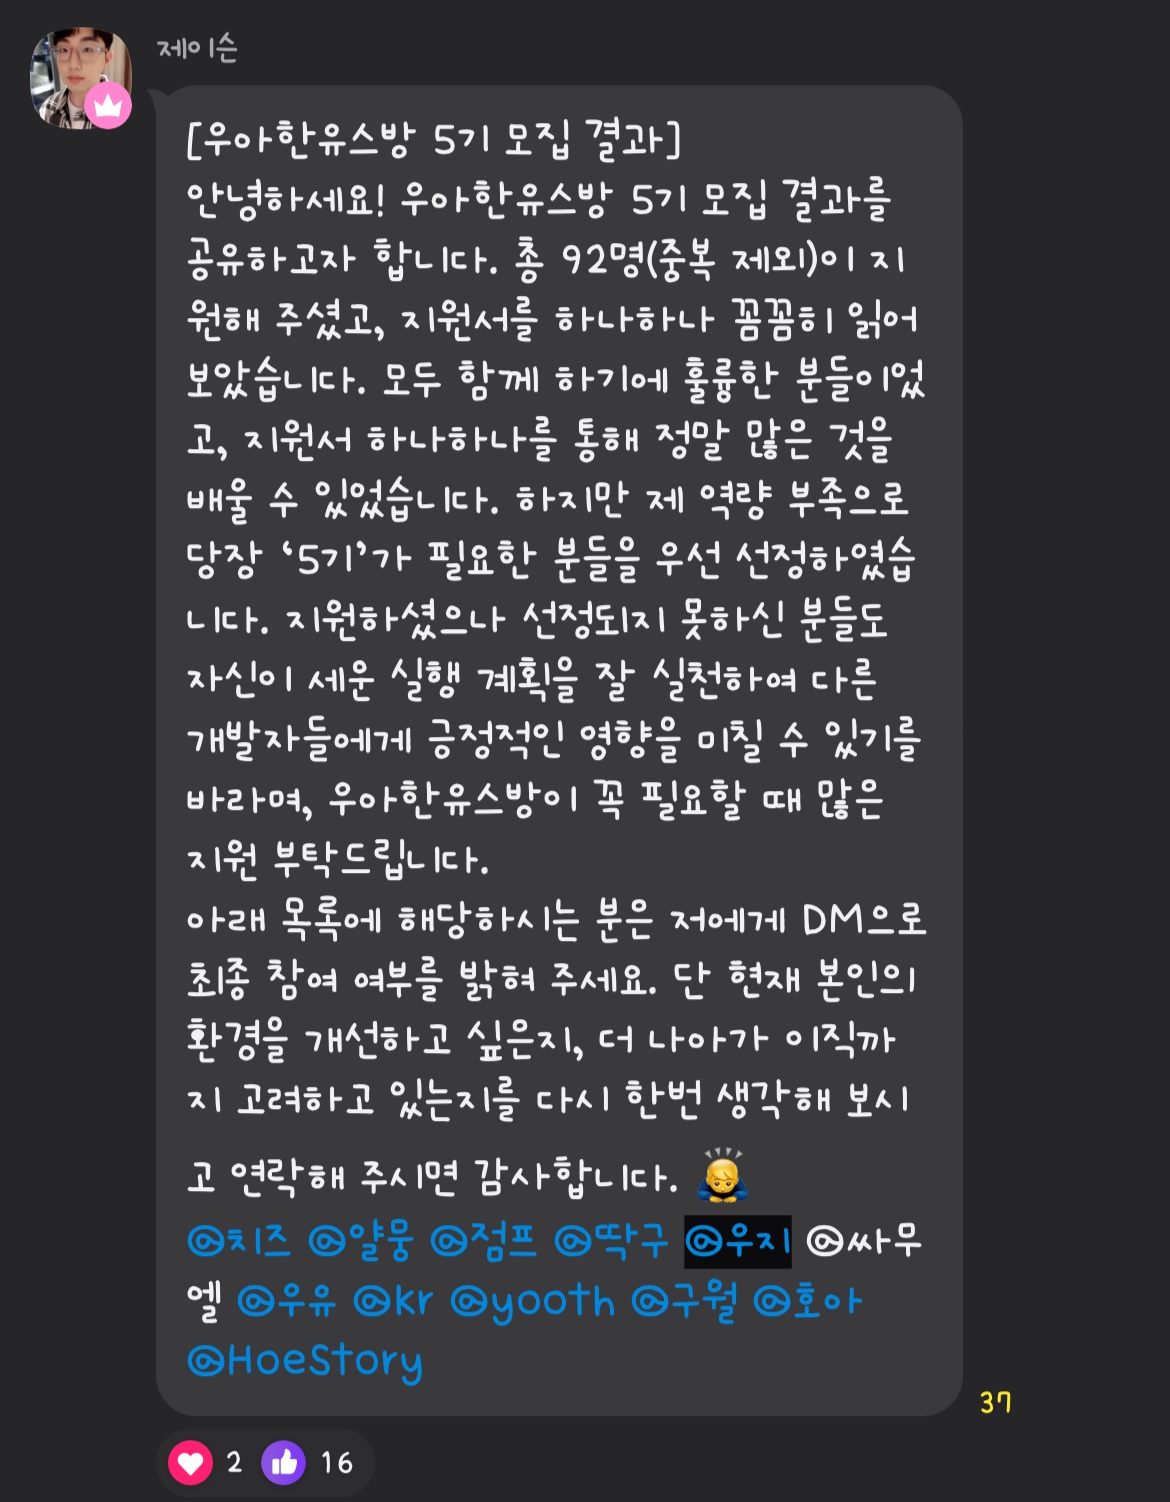 제이슨
[우아한유스방 5기 모집 결과]
안녕하세요! 우아한유스방 5기 모집 결과를
공유하고자 합니다. 총 92명(중복 제외)이 지
원해 주셨고, 지원서를 하나하나 꼼꼼히 읽어
보았습니다. 모두 함께 하기에 훌륭한 분들이었
고, 지원서 하나하나를 통해 정말 많은 것을
배울 수 있었습니다. 하지만 제 역량 부족으로
당장 ‘5기’가 필요한 분들을 우선 선정하였습
니다. 지원하셨으나 선정되지 못하신 분들도
자신이 세운 실행 계획을 잘 실천하여 다른
개발자들에게 긍정적인 영향을 미칠 수 있기를
바라며, 우아한유스방이 꼭 필요할 때 많은
지원 부탁드립니다.
아래 목록에 해당하시는 분은 저에게 DM으로
최종 참여 여부를 밝혀 주세요. 단 현재 본인의
환경을 개선하고 싶은지, 더 나아가 이직까
지 고려하고 있는지를 다시 한번 생각해 보시
고 연락해 주시면 감사합니다. 🙇
@치즈 @얄뭉 @점프 @딱구 @우지 @싸무
엘 @우유 @kr @yooth @구월 @호아
@HoeStory
37
2 16